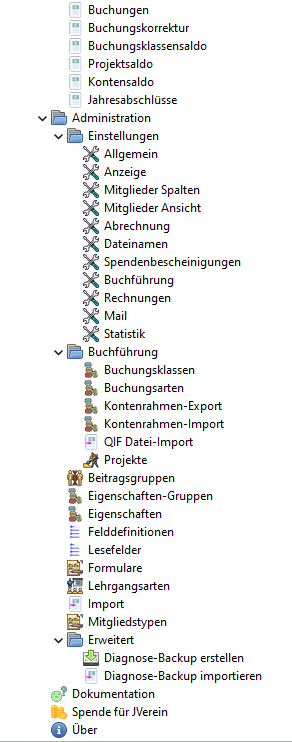 Buchungen
Buchungskorrektur
Buchungsklassensaldo
Projektsaldo
Kontensaldo
Jahresabschlüsse
Administration
Einstellungen
Allgemein
Anzeige
Mitglieder Spalten
Mitglieder Ansicht
Abrechnung
Dateinamen
Spendenbescheinigungen
Buchführung
Rechnungen
Mail
Statistik
Buchführung
Buchungsklassen
Buchungsarten
Kontenrahmen-Export
Kontenrahmen-Import
QIF Datei-Import
Projekte
Beitragsgruppen
Eigenschaften-Gruppen
Eigenschaften
Felddefinitionen
Lesefelder
Formulare
Lehrgangsarten
Import
Mitgliedstypen
Erweitert
Diagnose-Backup erstellen
Diagnose-Backup importieren
Dokumentation
Spende für JVerein
Über